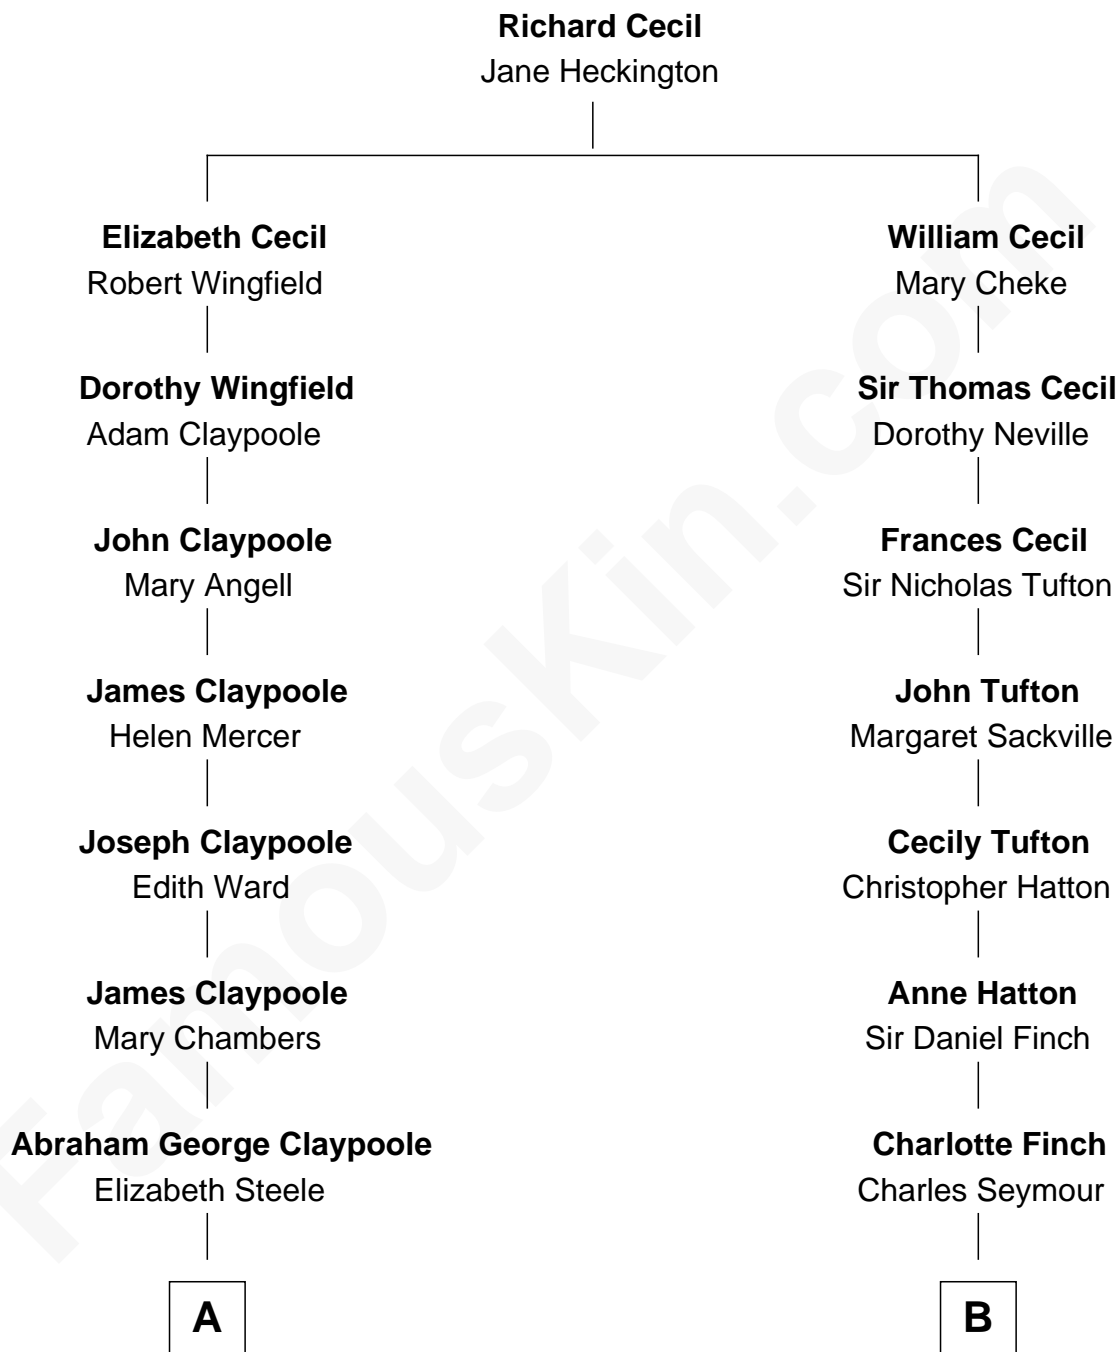 Richard Cecil
Jane Heckington
Elizabeth Cecil
Robert Wingfield
William Cecil
Mary Cheke
Dorothy Wingfield
Adam Claypoole
Sir Thomas Cecil
Dorothy Neville
John Claypoole
Mary Angell
Frances Cecil
Sir Nicholas Tufton
James Claypoole
Helen Mercer
John Tufton
Margaret Sackville
Joseph Claypoole
Edith Ward
Cecily Tufton
Christopher Hatton
James Claypoole
Mary Chambers
Anne Hatton
Sir Daniel Finch
Abraham George Claypoole
Elizabeth Steele
Charlotte Finch
Charles Seymour
A
B
FamousKin.com